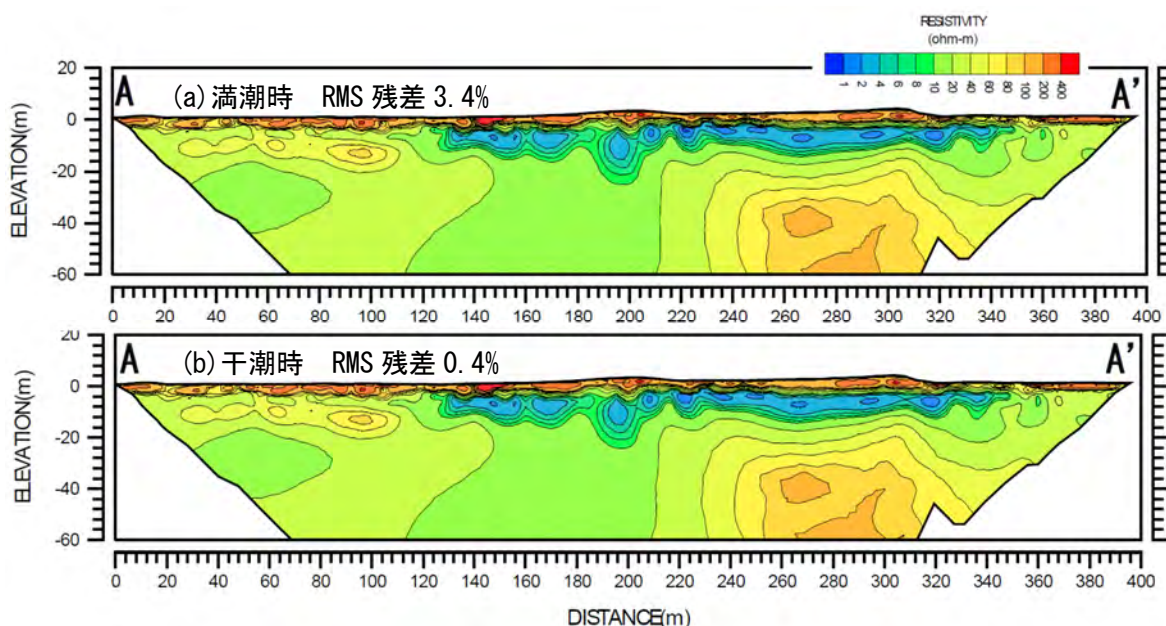 RESISTIVITY
(ohm-m)
1 2 4 6 8 10 20 40 60 80 100 200 400
A (a)満潮時 RMS 残差 3.4% A'
ELEVATION(m)
20
0
-20
-40
-60
0 20 40 60 80 100 120 140 160 180 200 220 240 260 280 300 320 340 360 380 400
A (b)干潮時 RMS 残差 0.4% A'
ELEVATION(m)
20
0
-20
-40
-60
0 20 40 60 80 100 120 140 160 180 200 220 240 260 280 300 320 340 360 380 400
DISTANCE(m)